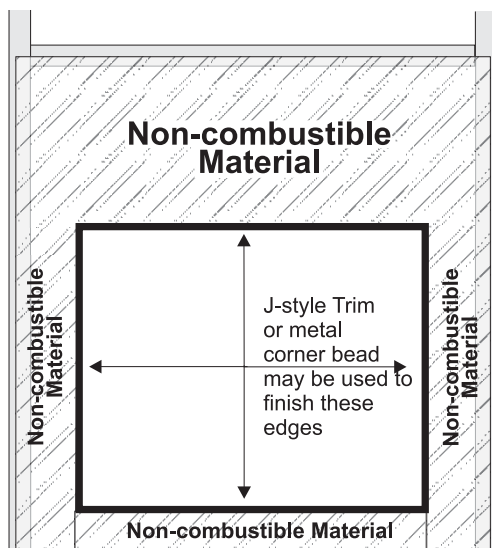 Non-combustible
Material
Non-combustible
Material
J-style Trim
or metal
corner bead
may be used to
finish these
edges
Non-combustible
Material
Non-combustible Material